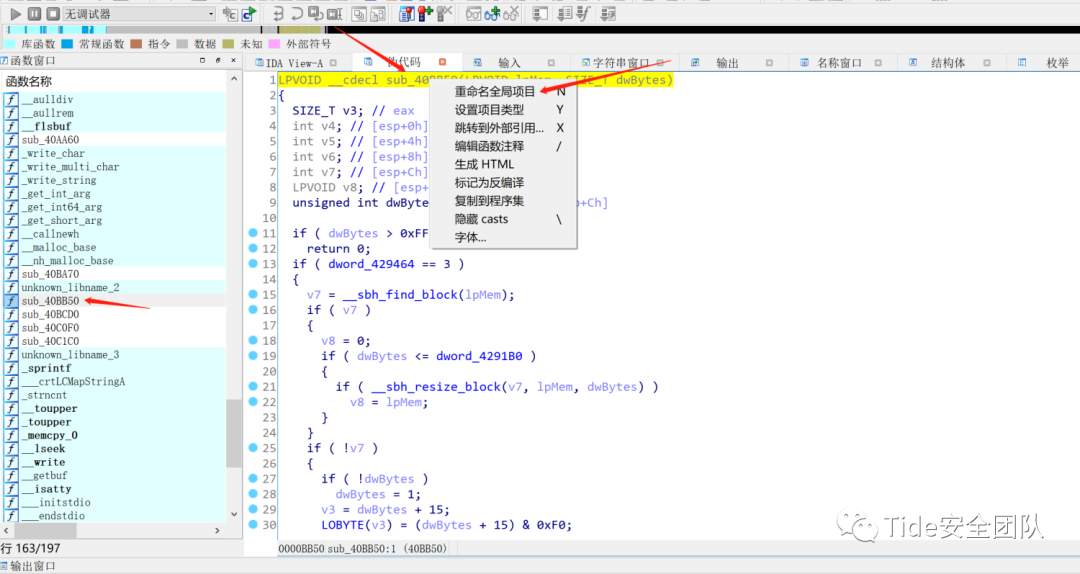 无调试器
库函数 常规函数 指令 数据 未知 外部符号
函数窗口
函数名称
__aulldiv
__aullrem
__flsbuf
sub_40AA60
_write_char
_write_multi_char
_write_string
_get_int_arg
_get_int64_arg
_get_short_arg
__callnewh
__malloc_base
__nh_malloc_base
sub_40BA70
unknown_libname_2
sub_40BB50
sub_40BCD0
sub_40C0F0
sub_40C1C0
unknown_libname_3
_sprintf
___crtLCMapStringA
_strncnt
__toupper
_toupper
_memcpy_0
__lseek
__write
__getbuf
__isatty
___initstdio
___endstdio
行 163/197
输出窗口
IDA View-A 伪代码 输入 字符串窗口 输出 名称窗口 结构体 枚举
1 LPVOID __cdecl sub_40BB50(LPVOID lpMem, SIZE_T dwBytes)
2 {
3 SIZE_T v3; // eax
4 int v4; // [esp+0h]
5 int v5; // [esp+4h]
6 int v6; // [esp+8h]
7 int v7; // [esp+Ch]
8 LPVOID v8; // [esp+
9 unsigned int dwByte p+Ch]
10
11 if ( dwBytes > 0xFF
12 return 0;
13 if ( dword_429464 == 3 )
14 {
15 v7 = __sbh_find_block(lpMem);
16 if ( v7 )
17 {
18 v8 = 0;
19 if ( dwBytes <= dword_4291B0 )
20 {
21 if ( __sbh_resize_block(v7, lpMem, dwBytes) )
22 v8 = lpMem;
23 }
24 }
25 if ( !v7 )
26 {
27 if ( !dwBytes )
28 dwBytes = 1;
29 v3 = dwBytes + 15;
30 LOBYTE(v3) = (dwBytes + 15) & 0xF0;
重命名全局项目 N
设置项目类型 Y
跳转到外部引用... X
编辑函数注释 /
生成 HTML
标记为反编译
复制到程序集
隐藏 casts \
字体...
0000BB50 sub_40BB50:1 (40BB50)
Tide安全团队